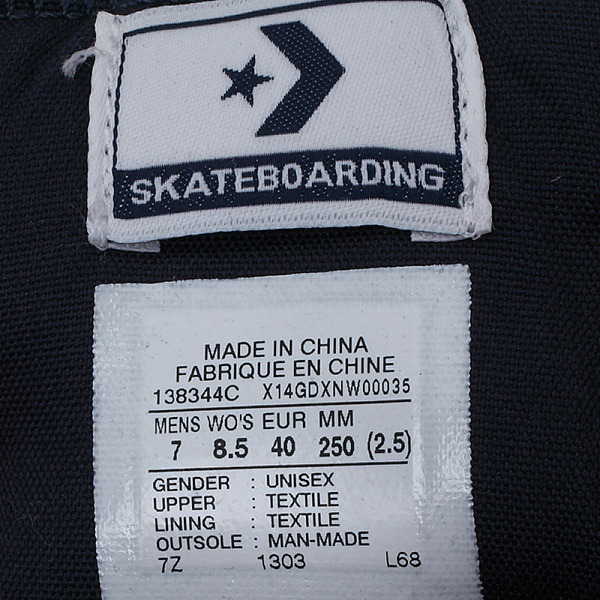 SKATEBOARDING
MADE IN CHINA
FABRIQUE EN CHINE
138344C X14GDXNW00035
MENS WO'S EUR MM
7 8.5 40 250 (2.5)
GENDER : UNISEX
UPPER : TEXTILE
LINING : TEXTILE
OUTSOLE : MAN-MADE
7Z 1303 L68